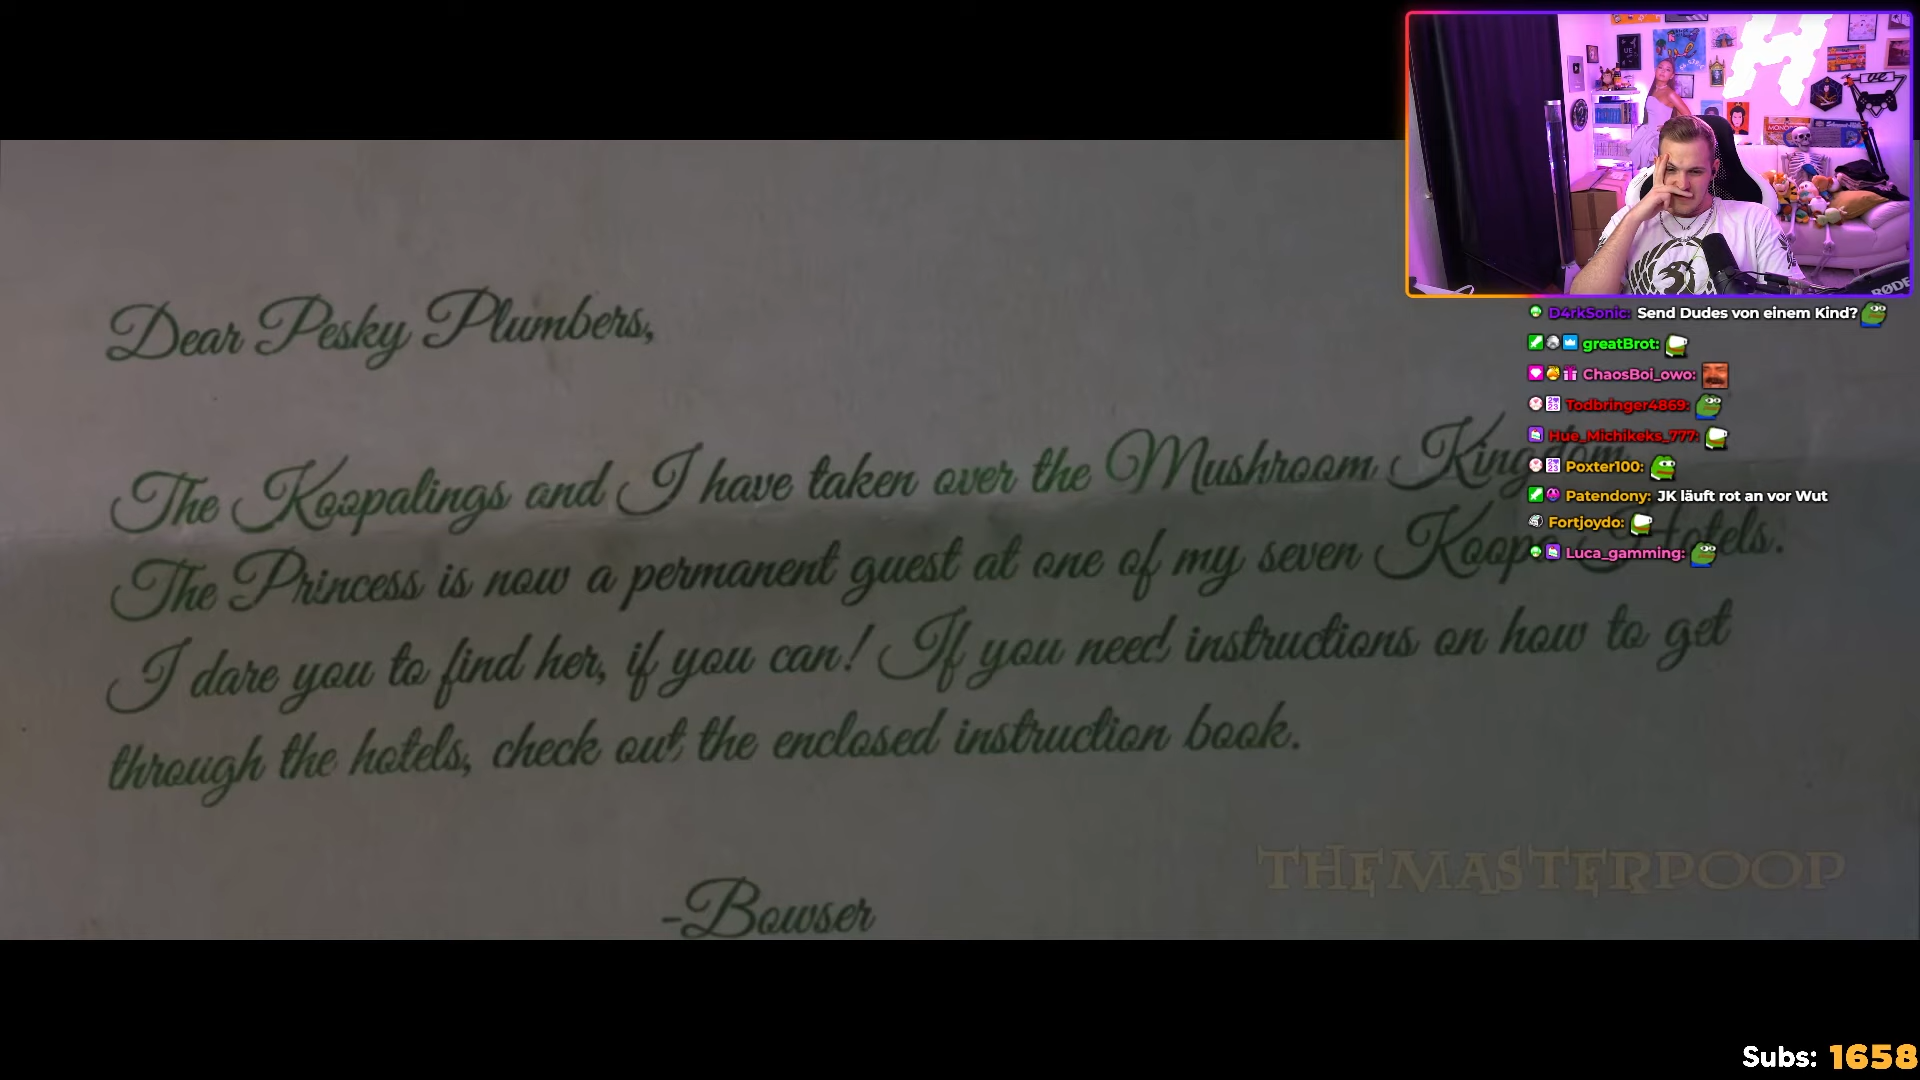 Dear Pesky Plumbers,
The Koopalings and I have taken over the Mushroom
The Princess is now a permanent guest at one of my seven Hotels.
I dare you to find her, if you can! If you need instructions on how to get
through the hotels, check out the enclosed instruction book.
-Bowser
THEMASTERPOOP
RØDE
D4rkSonic: Send Dudes von einem Kind?
greatBrot:
ChaosBoi_owo:
Todbringer4869:
Hue_Michikeks_777:
Poxter100:
Patendony: JK läuft rot an vor Wut
Fortjoydo:
Luca_gamming:
Subs: 1658